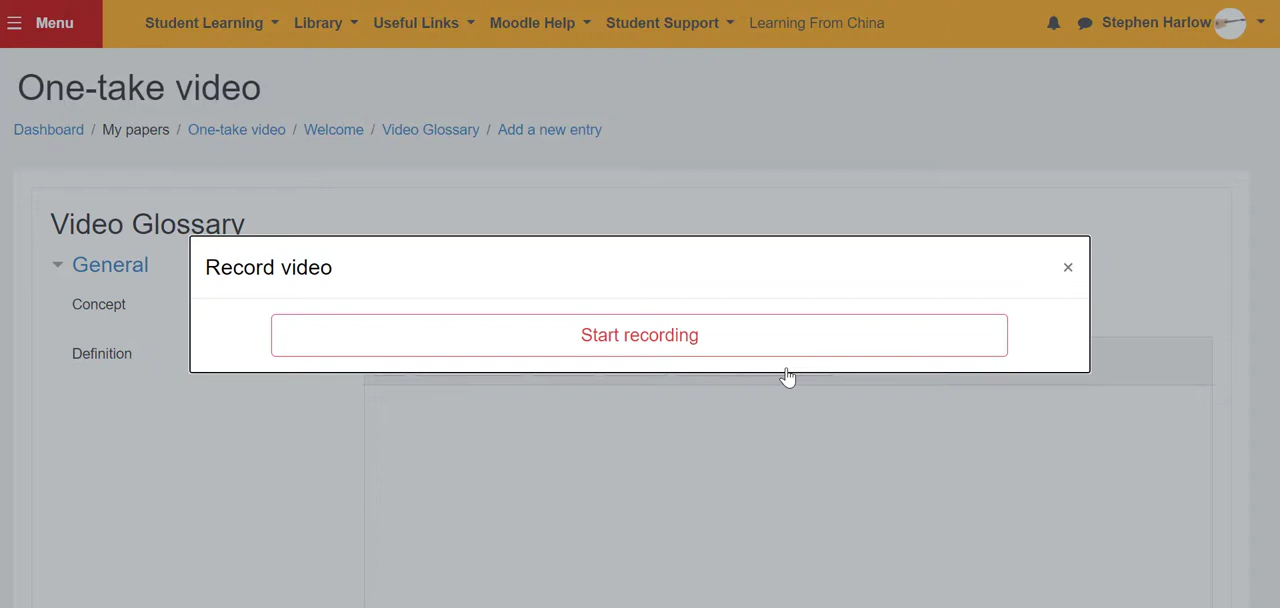 Menu Student Learning Library Useful Links Moodle Help Student Support Learning From China Stephen Harlow
One-take video
Dashboard / My papers / One-take video / Welcome / Video Glossary / Add a new entry
Video Glossary
General
Record video ×
Concept
Start recording
Definition